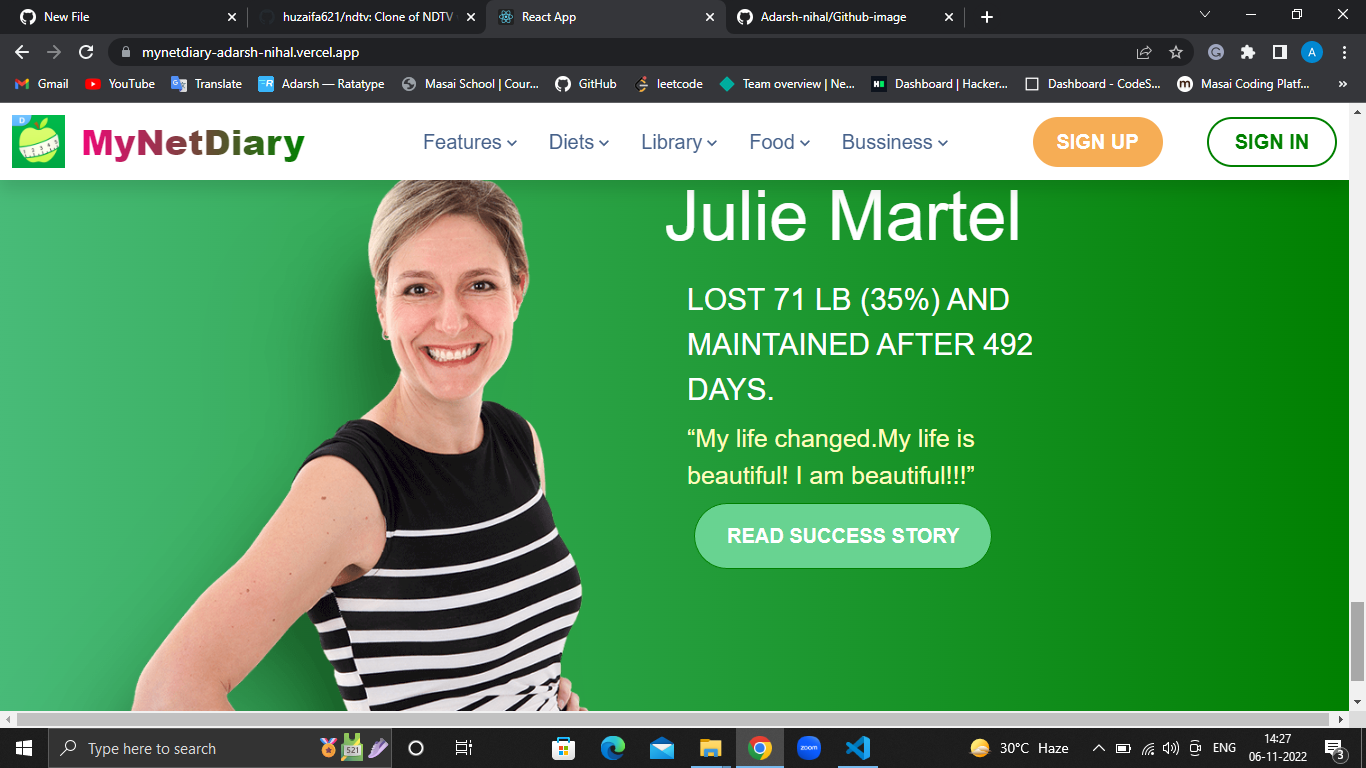 New File
huzaifa621/ndtv: Clone of NDTV
React App
Adarsh-nihal/Github-image
mynetdiary-adarsh-nihal.vercel.app
A
Gmail
YouTube
Translate
Adarsh — Ratatype
Masai School | Cour...
GitHub
leetcode
Team overview | Ne...
Dashboard | Hacker...
Dashboard - CodeS...
Masai Coding Platf...
»
D
MyNetDiary
Features
Diets
Library
Food
Bussiness
SIGN UP
SIGN IN
Julie Martel
LOST 71 LB (35%) AND
MAINTAINED AFTER 492
DAYS.
“My life changed.My life is
beautiful! I am beautiful!!!”
READ SUCCESS STORY
Type here to search
521
zoom
30°C Haze
ENG
14:27
06-11-2022
3